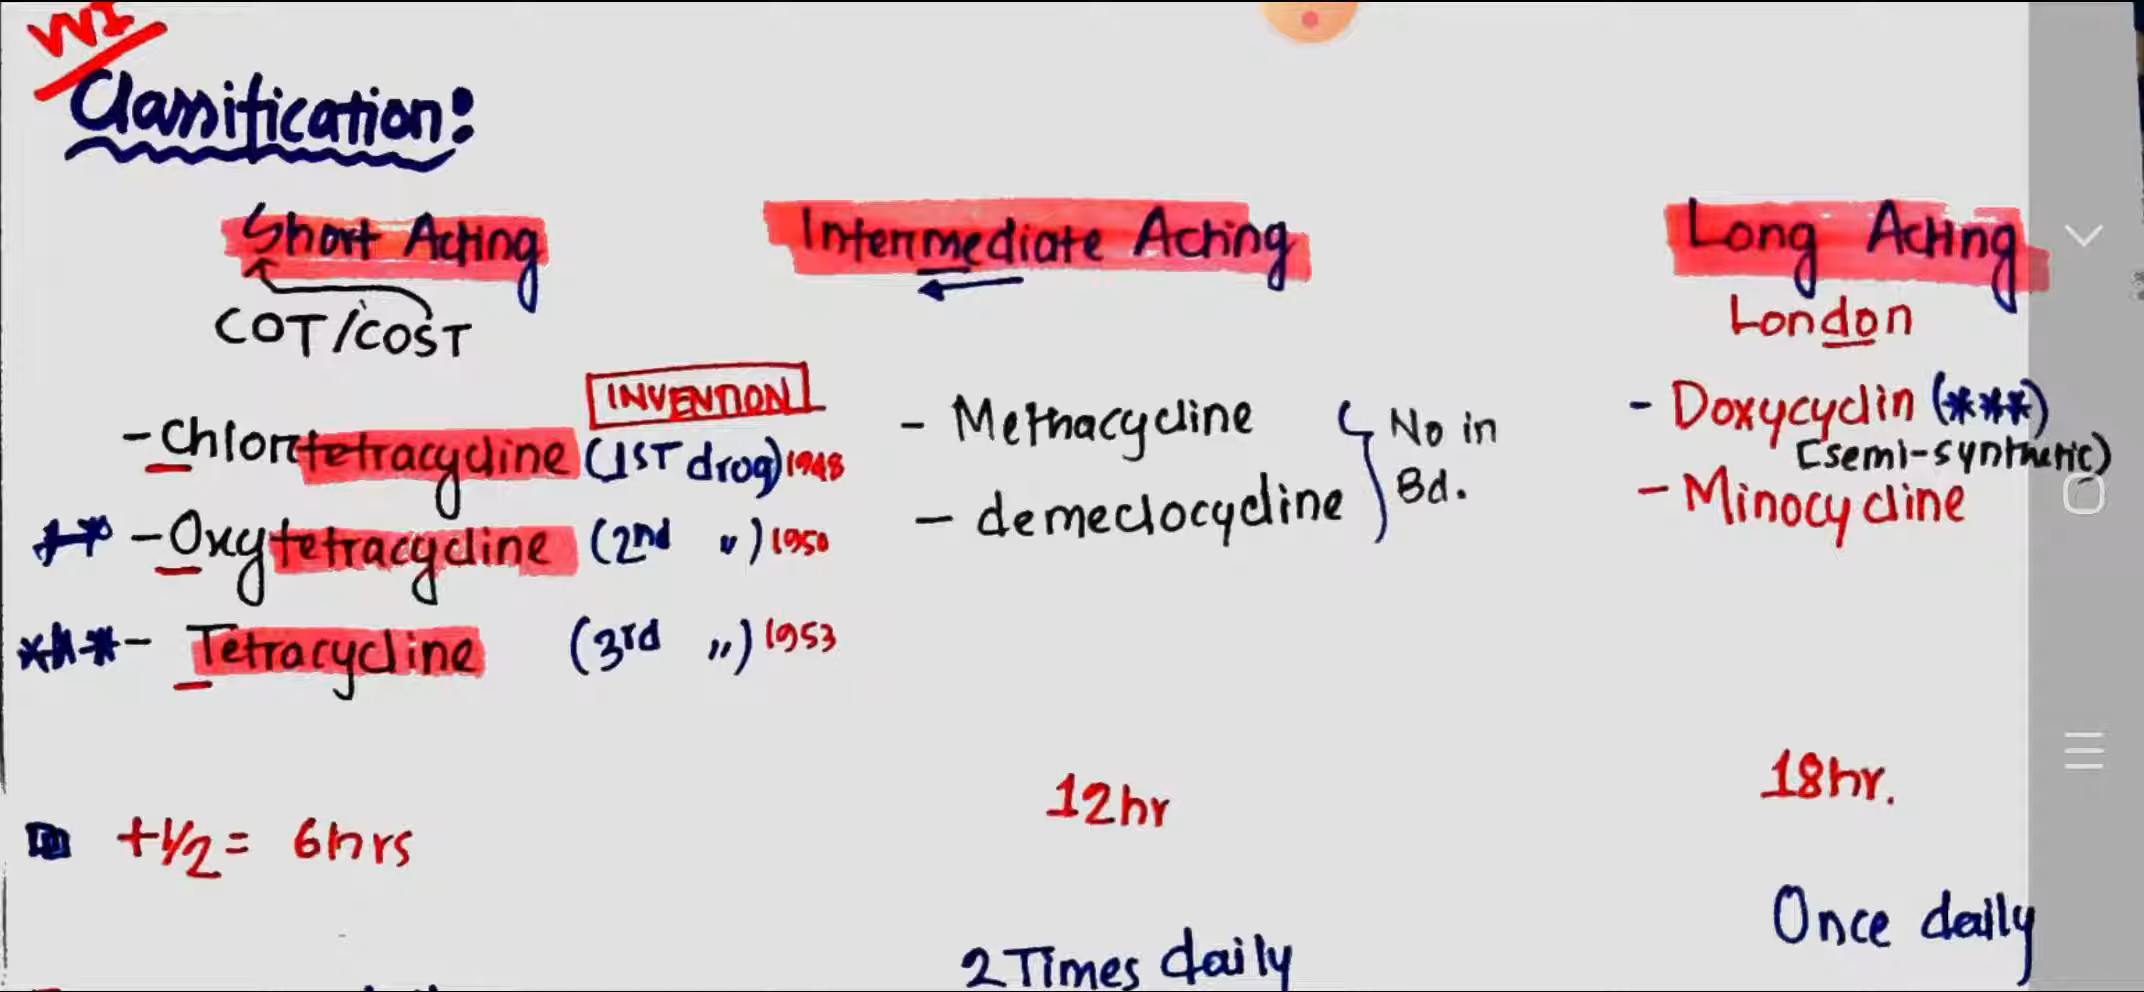 VVI
Classification:
Short Acting
Intermediate Acting
Long Acting
COT/COST
London
INVENTION
- Chlortetracycline (1ST drog) 1948
- Methacycline
No in
Bd.
- Doxycyclin (***)
[semi-synthetic)
** - Oxytetracycline (2nd ") 1950
- demeclocycline
- Minocycline
*** - Tetracycline (3rd ") 1953
t1/2 = 6hrs
12hr
18hr.
2 Times daily
Once daily